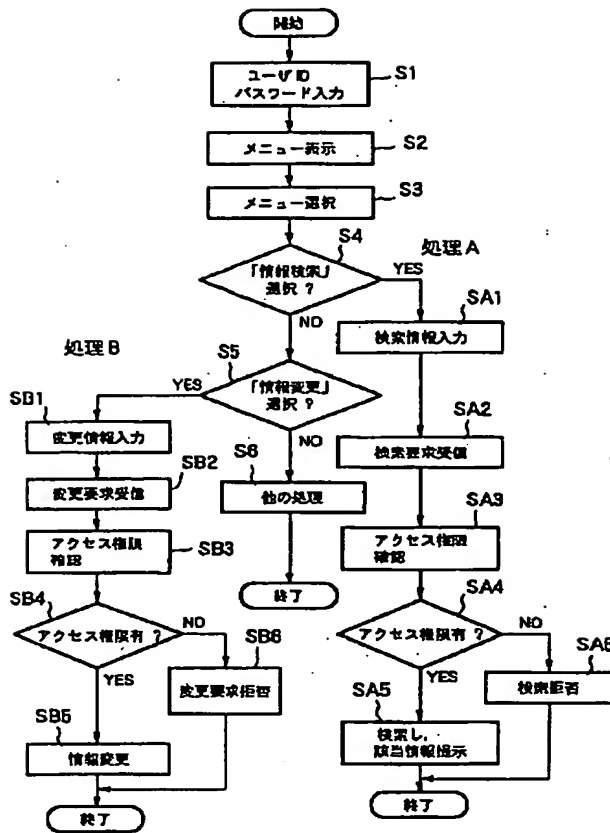 開始
S1
ユーザID
パスワード入力
S2
メニュー表示
S3
メニュー選択
S4
処理A
「情報検索」
選択 ?
YES
NO
SA1
検索情報入力
処理B
S5
「情報変更」
選択 ?
YES
NO
SB1
変更情報入力
SA2
検索要求受信
S6
他の処理
SB2
変更要求受信
SA3
アクセス権限
確認
アクセス権限
確認
SB3
終了
SB4
アクセス権限有 ?
NO
YES
SA4
アクセス権限有 ?
NO
YES
SB6
変更要求拒否
SA6
検索拒否
SA5
検索し,
該当情報提示
SB5
情報変更
終了
終了